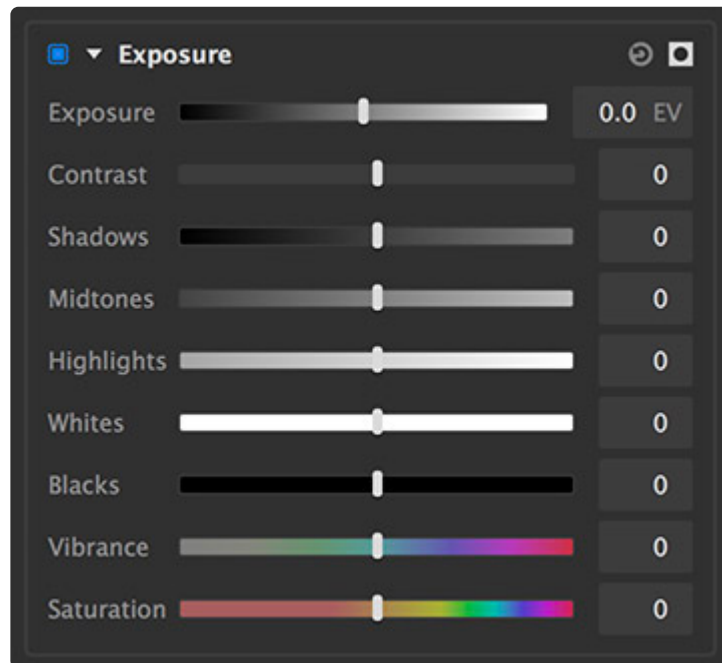 Exposure
Exposure 0.0 EV
Contrast 0
Shadows 0
Midtones 0
Highlights 0
Whites 0
Blacks 0
Vibrance 0
Saturation 0